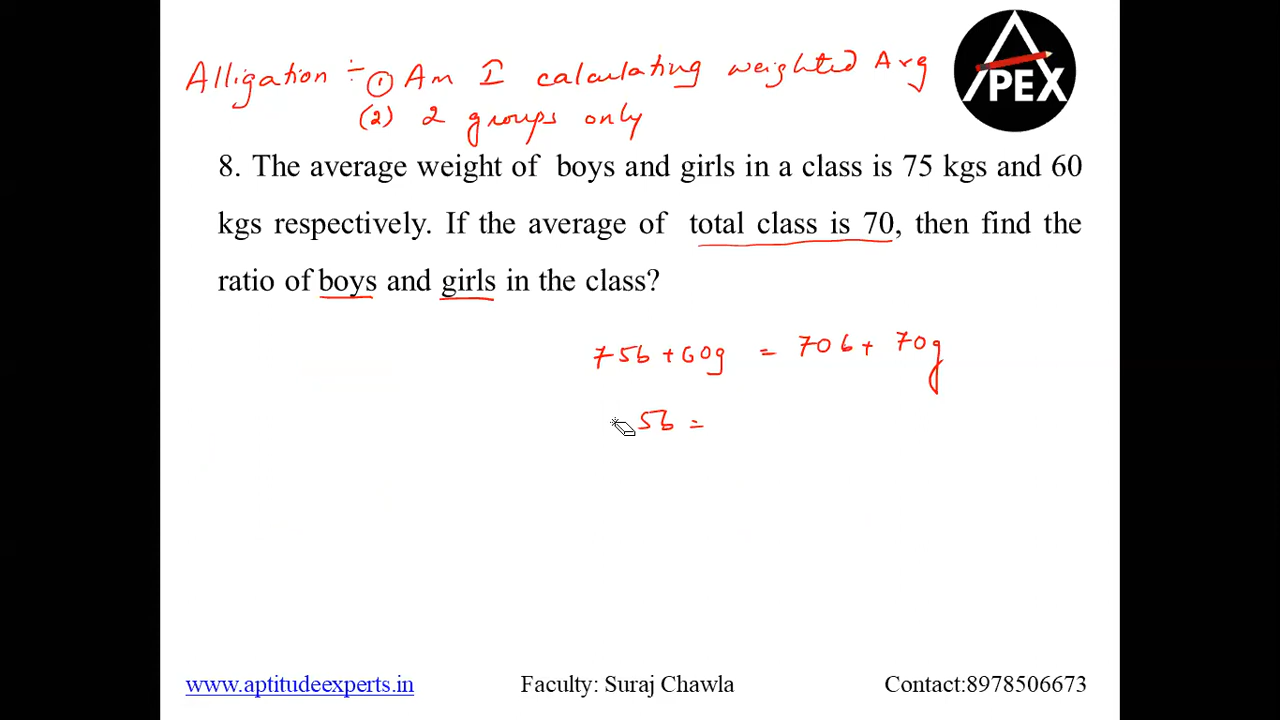 Alligation ÷ ① Am I calculating weighted Avg
(2) 2 groups only
APEX
8. The average weight of boys and girls in a class is 75 kgs and 60
kgs respectively. If the average of total class is 70, then find the
ratio of boys and girls in the class?
75b + 60g = 70b + 70g
5b =
www.aptitudeexperts.in Faculty: Suraj Chawla Contact:8978506673